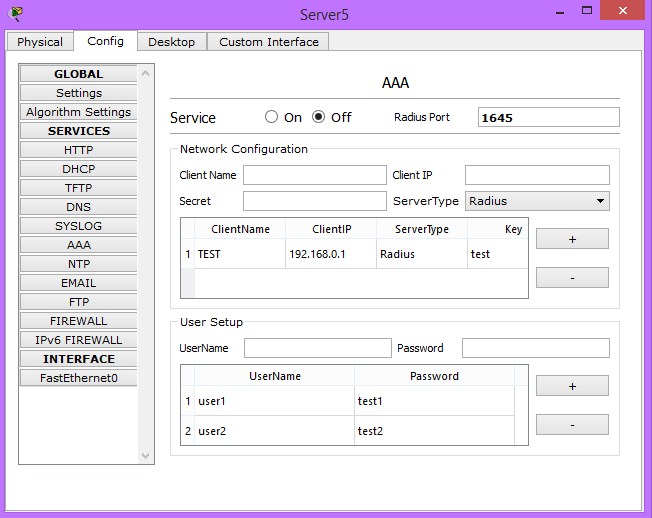 Server5
Physical Config Desktop Custom Interface
GLOBAL
Settings
Algorithm Settings
SERVICES
HTTP
DHCP
TFTP
DNS
SYSLOG
AAA
NTP
EMAIL
FTP
FIREWALL
IPv6 FIREWALL
INTERFACE
FastEthernet0
AAA
Service On Off Radius Port 1645
Network Configuration
Client Name Client IP
Secret ServerType Radius
ClientName ClientIP ServerType Key
1 TEST 192.168.0.1 Radius test
+
-
User Setup
UserName Password
UserName Password
1 user1 test1
2 user2 test2
+
-